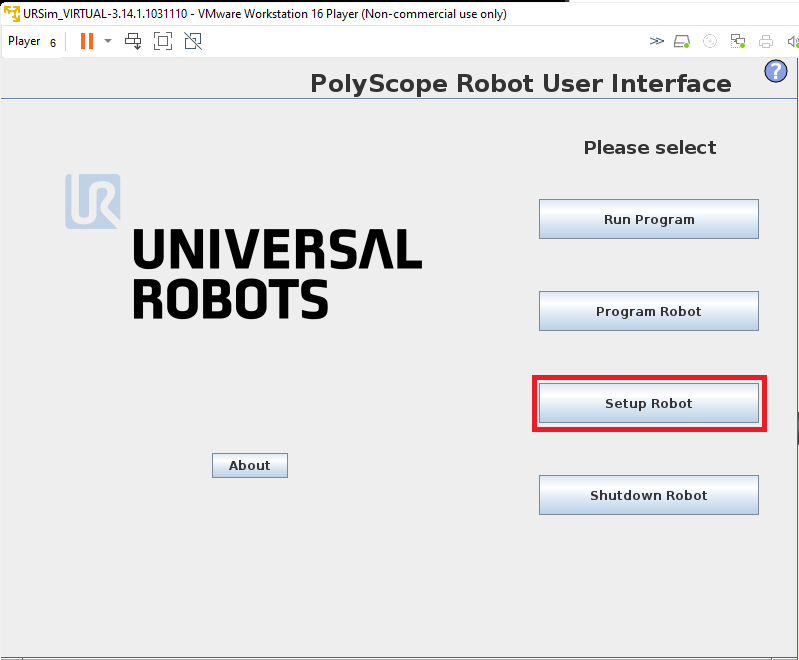 URSim_VIRTUAL-3.14.1.1031110 - VMware Workstation 16 Player (Non-commercial use only)
Player 6
PolyScope Robot User Interface
?
Please select
UR
UNIVERSAL
ROBOTS
Run Program
Program Robot
Setup Robot
About
Shutdown Robot